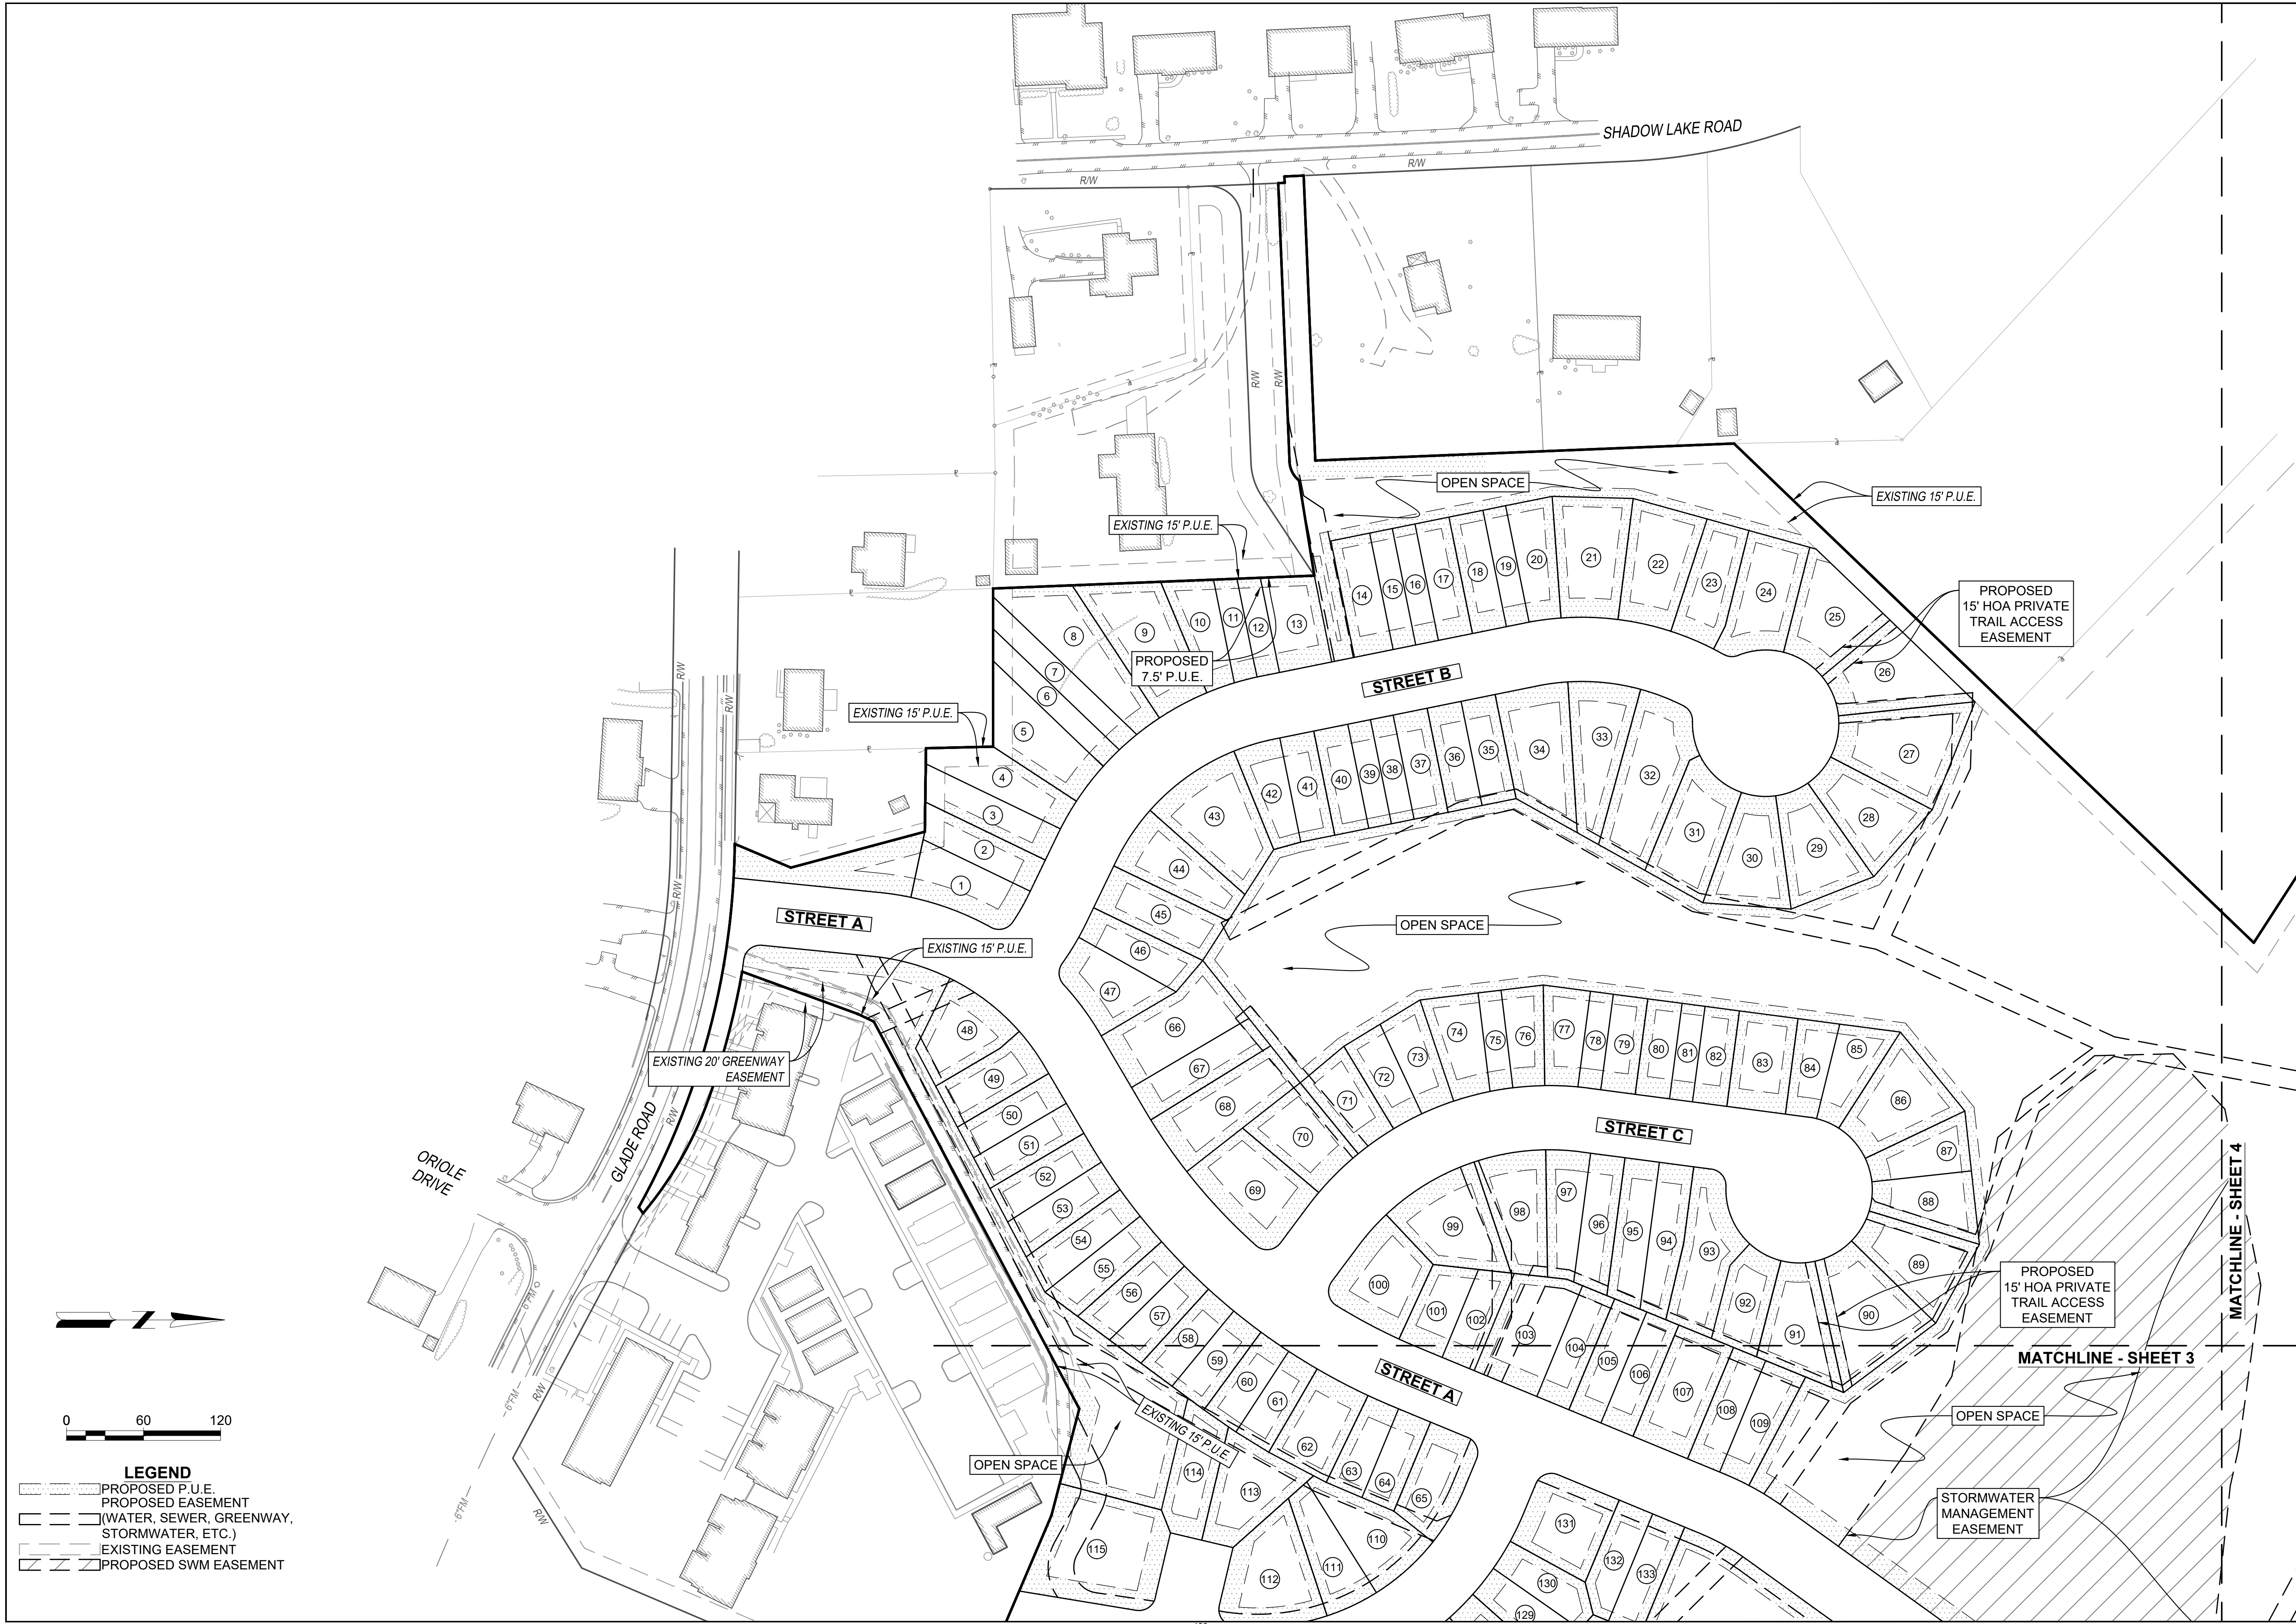 SHADOW LAKE ROAD
R/W
R/W
R/W
R/W
OPEN SPACE
EXISTING 15' P.U.E.
EXISTING 15' P.U.E.
PROPOSED
15' HOA PRIVATE
TRAIL ACCESS
EASEMENT
14
15
16
17
18
19
20
21
22
23
24
25
26
27
28
29
30
31
32
33
34
35
36
37
38
39
40
41
42
43
44
45
46
47
8
9
10
11
12
13
7
6
5
4
3
2
1
PROPOSED
7.5' P.U.E.
STREET B
EXISTING 15' P.U.E.
R/W
R/W
R/W
STREET A
EXISTING 15' P.U.E.
OPEN SPACE
EXISTING 20' GREENWAY
EASEMENT
GLADE ROAD
R/W
ORIOLE
DRIVE
48
49
50
51
52
53
54
55
56
57
58
59
60
61
62
63
64
65
66
67
68
69
70
71
72
73
74
75
76
77
78
79
80
81
82
83
84
85
86
87
88
89
90
91
92
93
94
95
96
97
98
99
100
101
102
103
104
105
106
107
108
109
STREET C
PROPOSED
15' HOA PRIVATE
TRAIL ACCESS
EASEMENT
MATCHLINE - SHEET 4
MATCHLINE - SHEET 3
STREET A
EXISTING 15' P.U.E.
OPEN SPACE
OPEN SPACE
STORMWATER
MANAGEMENT
EASEMENT
110
111
112
113
114
115
129
130
131
132
133
6"FM
6"FM
6"FM
R/W
R/W
0 60 120
LEGEND
PROPOSED P.U.E.
PROPOSED EASEMENT
(WATER, SEWER, GREENWAY,
STORMWATER, ETC.)
EXISTING EASEMENT
PROPOSED SWM EASEMENT